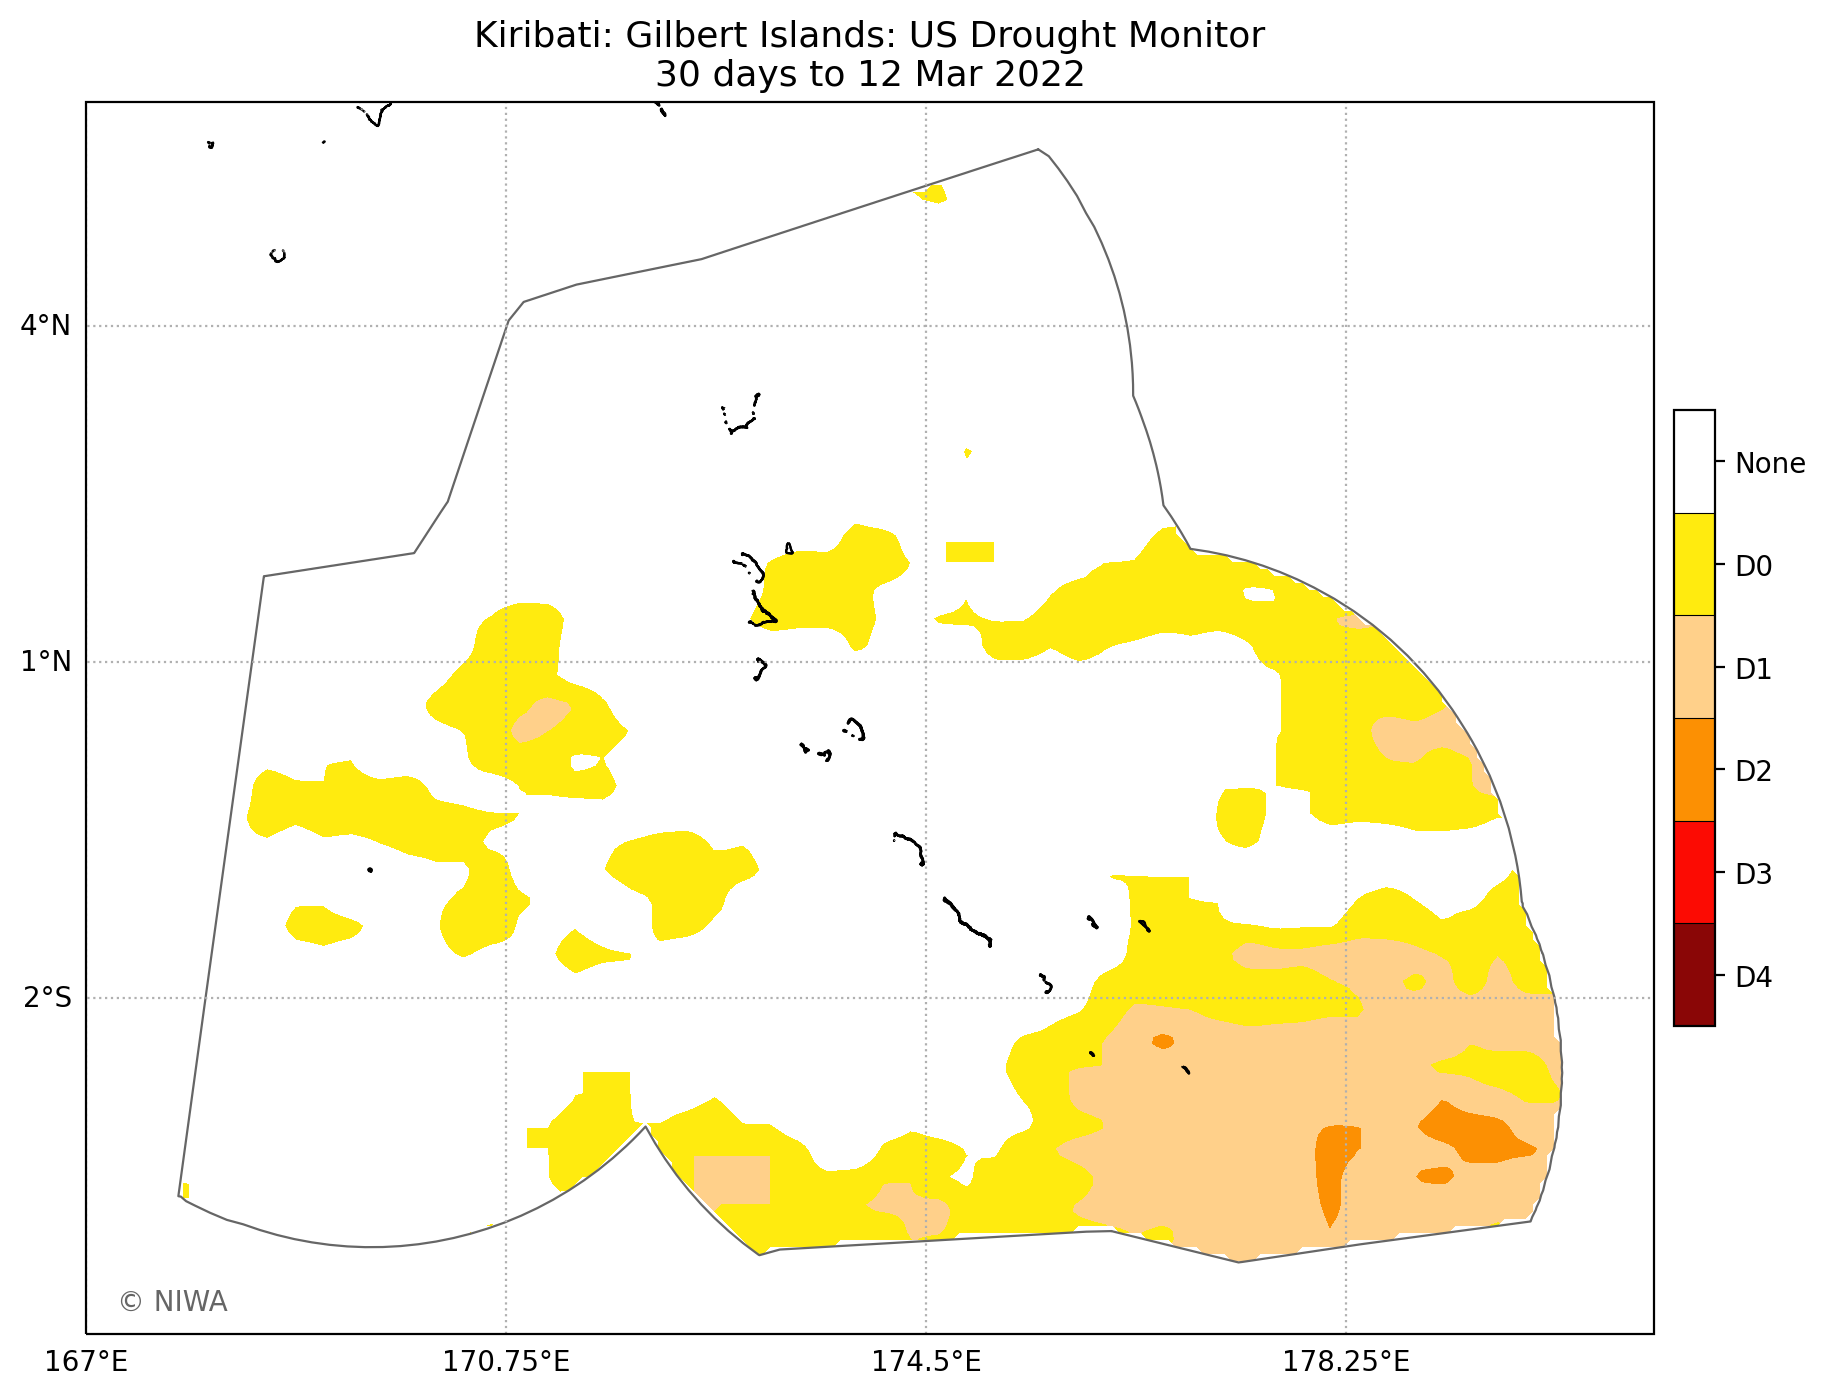 Kiribati: Gilbert Islands: US Drought Monitor
30 days to 12 Mar 2022
4°N
1°N
2°S
167°E
170.75°E
174.5°E
178.25°E
© NIWA
None
D0
D1
D2
D3
D4